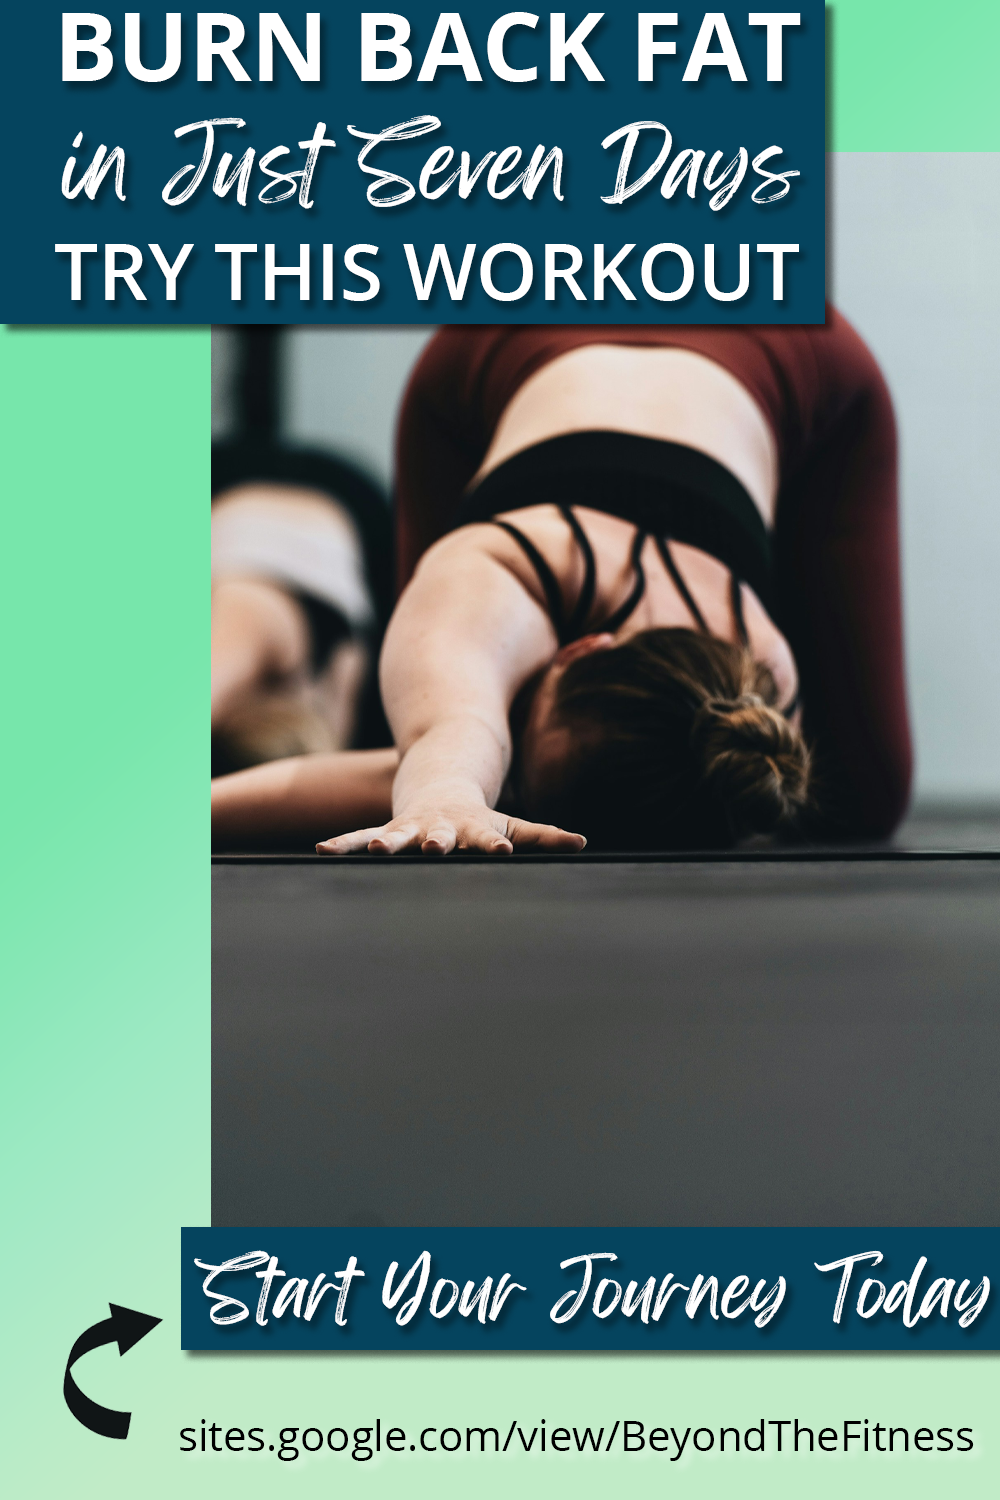 BURN BACK FAT
in Just Seven Days
TRY THIS WORKOUT
Start Your Journey Today
sites.google.com/view/BeyondTheFitness